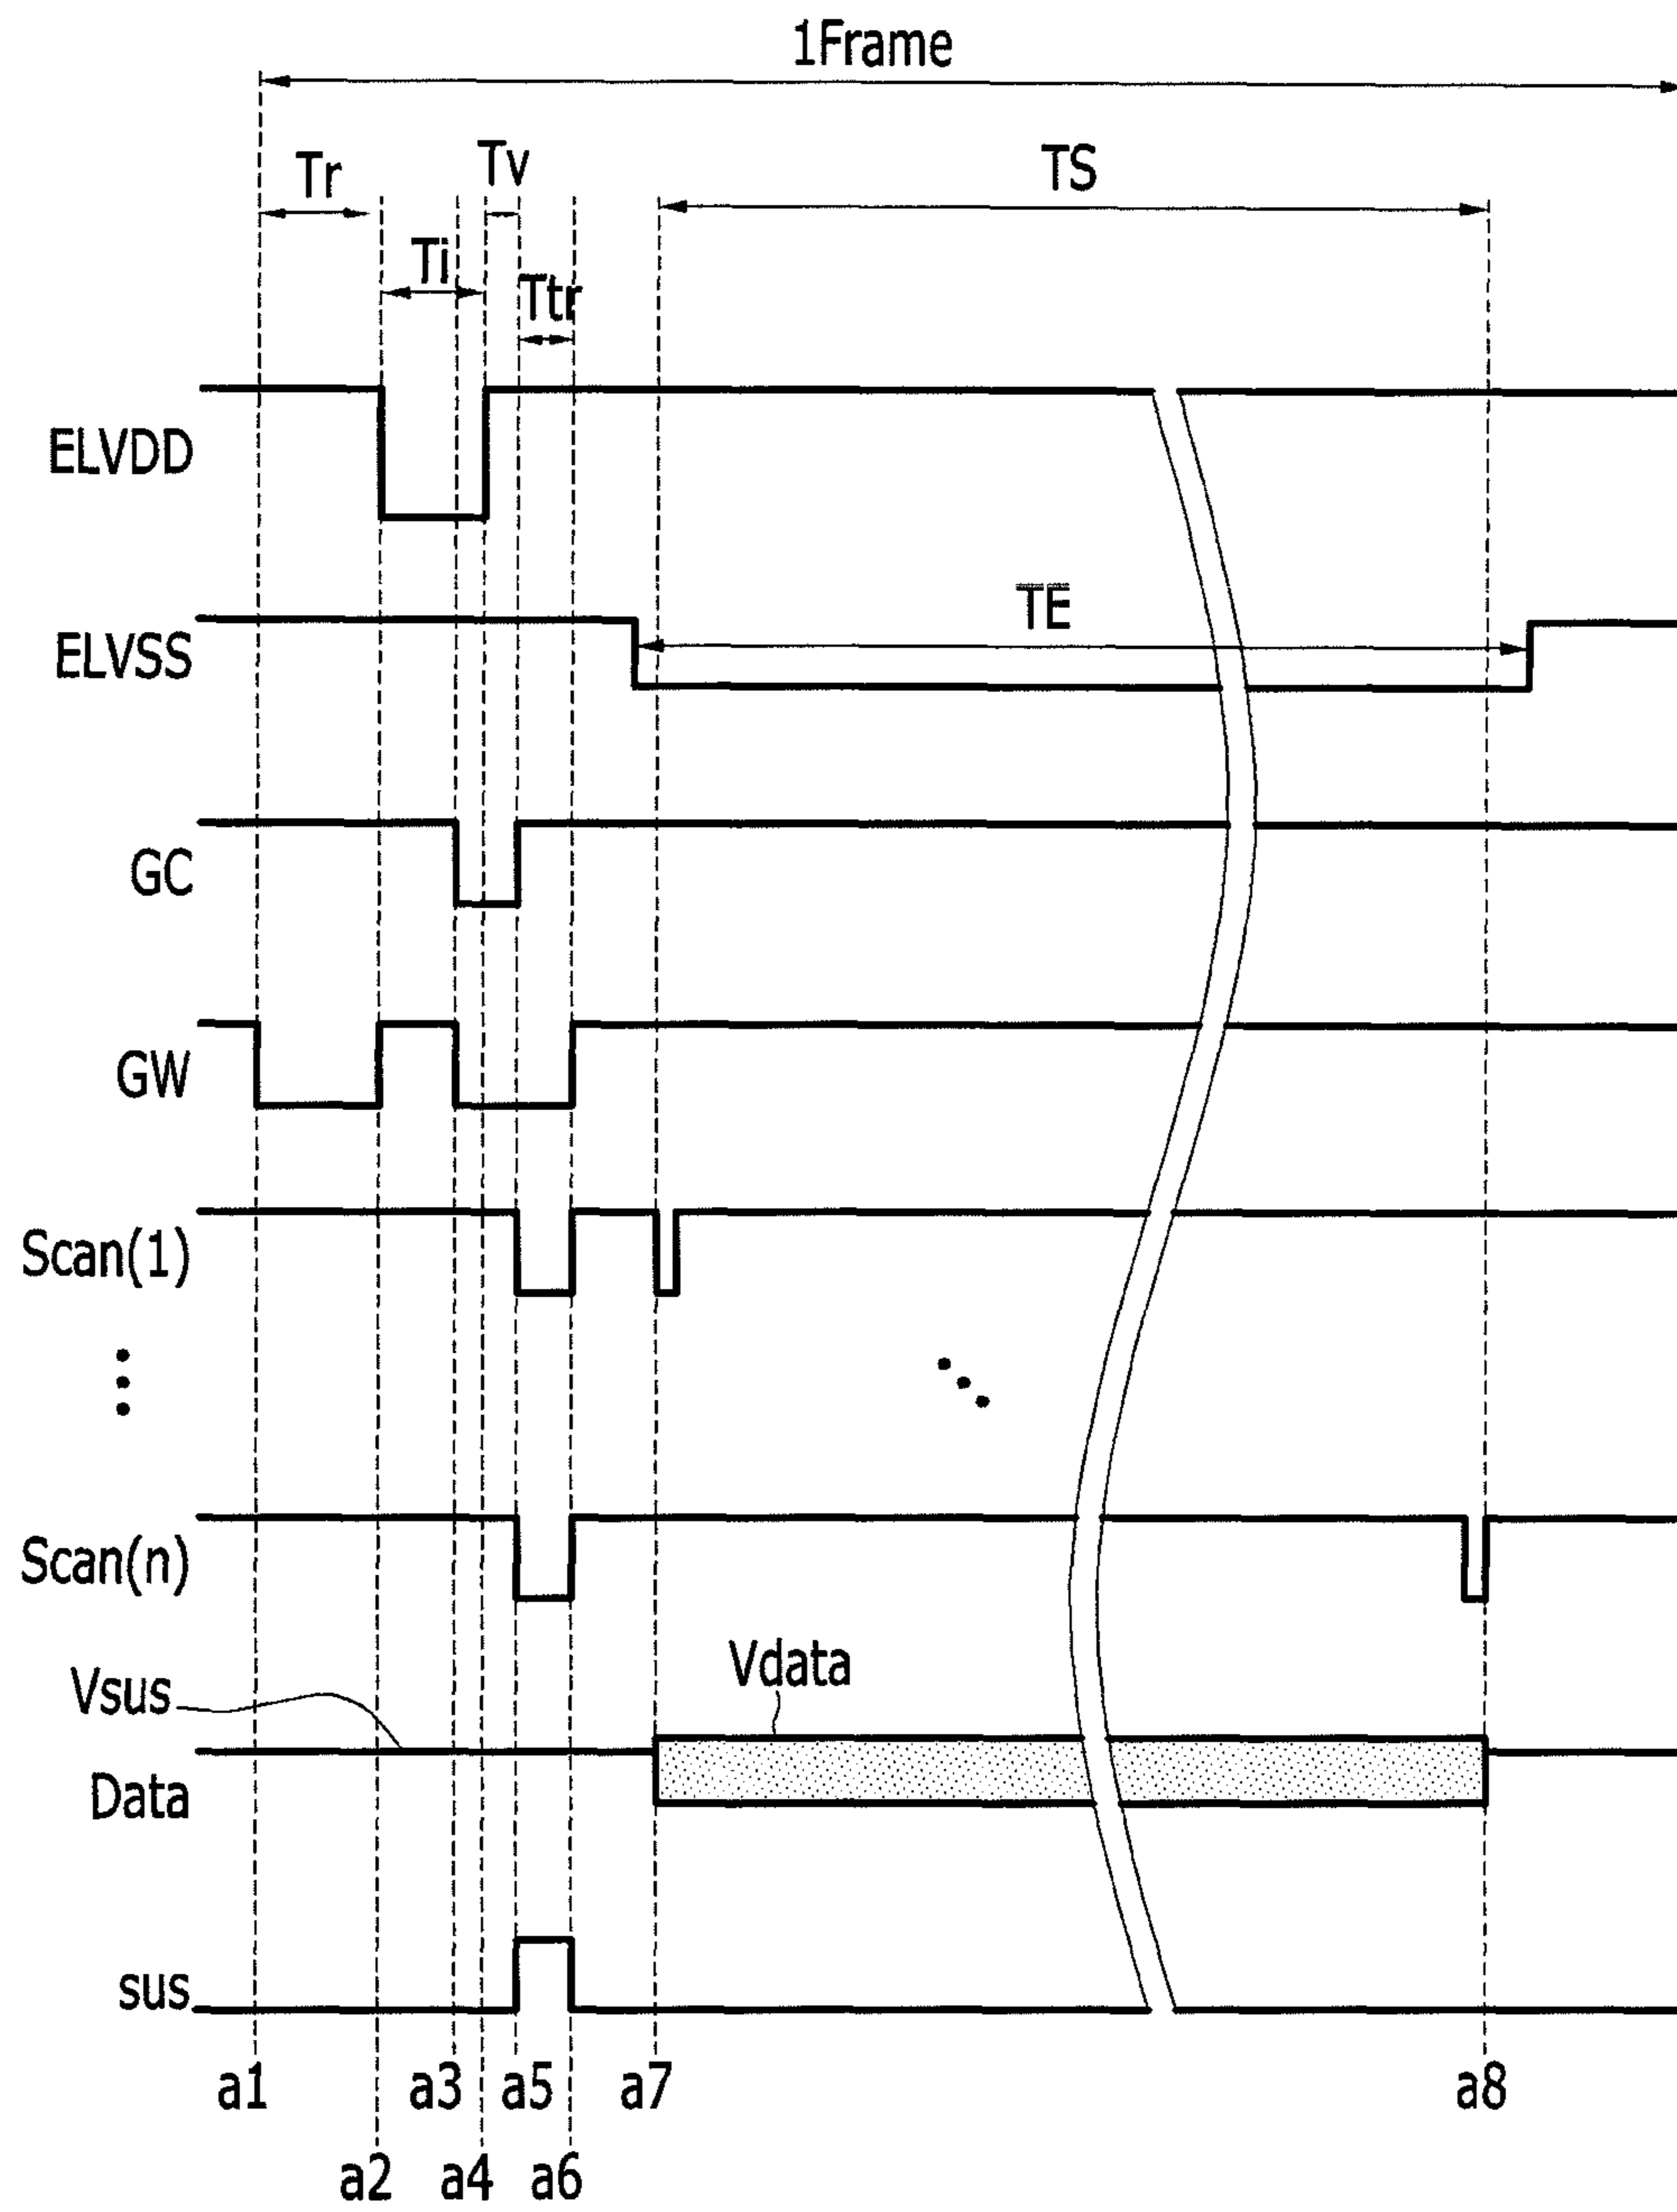 1Frame
Tr
Tv
TS
Ti
Ttr
ELVDD
ELVSS
TE
GC
GW
Scan(1)
Scan(n)
Vsus
Vdata
Data
sus
a1
a3
a5
a7
a8
a2
a4
a6